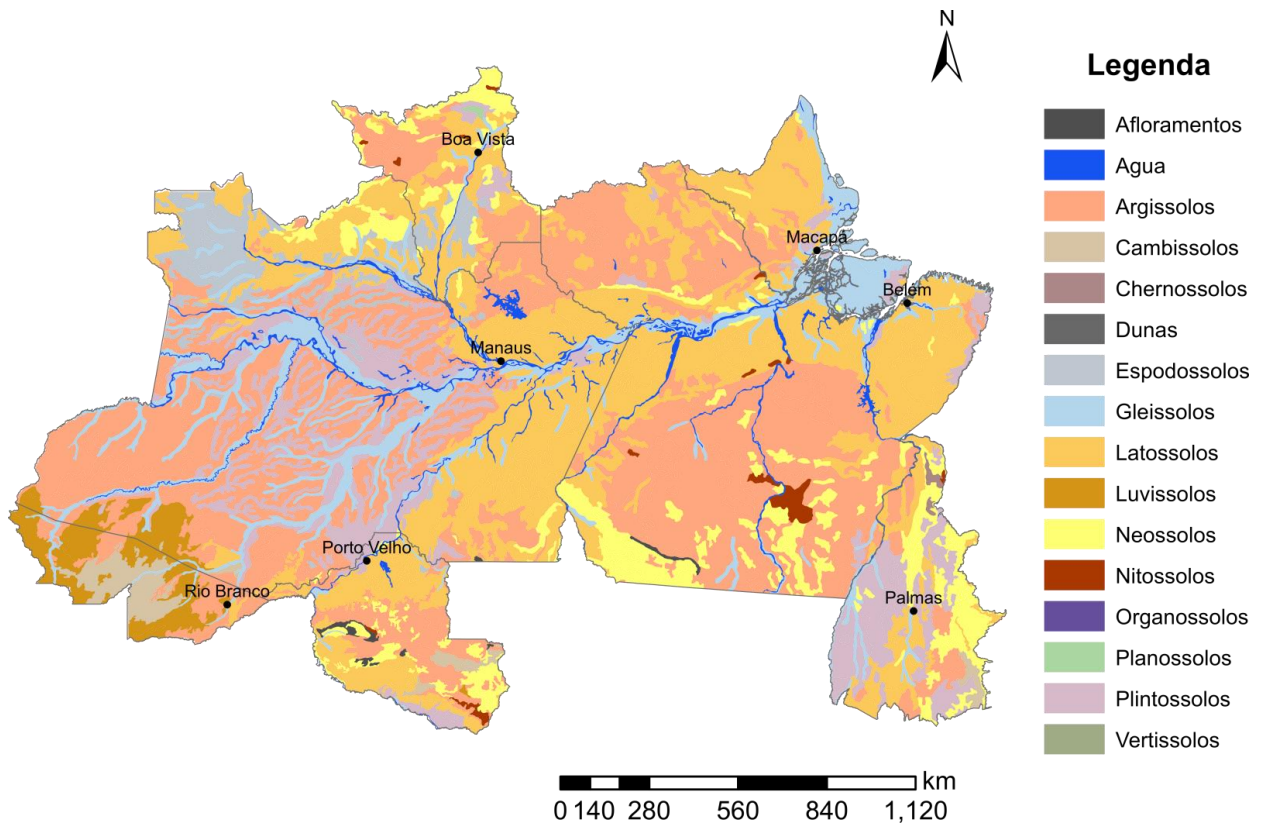 N
Legenda
Afloramentos
Agua
Argissolos
Cambissolos
Chernossolos
Dunas
Espodossolos
Gleissolos
Latossolos
Luvissolos
Neossolos
Nitossolos
Organossolos
Planossolos
Plintossolos
Vertissolos
Boa Vista
Macapá
Belém
Manaus
Porto Velho
Rio Branco
Palmas
km
0 140 280 560 840 1,120